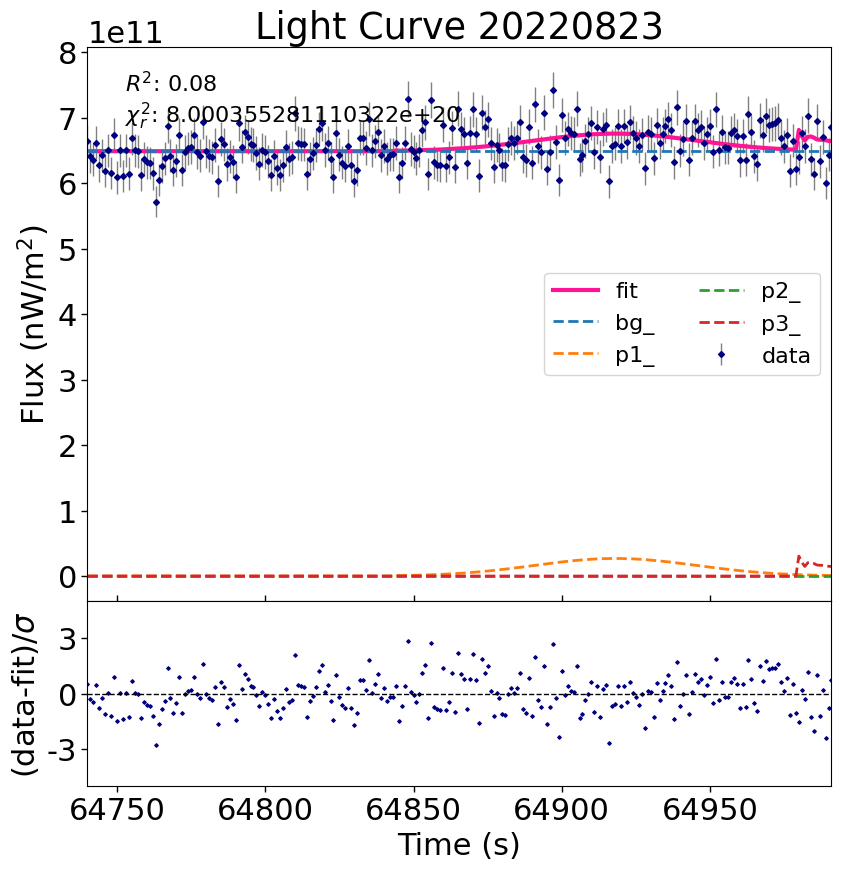 Light Curve 20220823
1e11
R²: 0.08
χ²ᵣ: 8.0003555281110322e+20
8
7
6
5
4
3
2
1
0
Flux (nW/m²)
fit
bg_
p1_
p2_
p3_
data
3
0
-3
(data-fit)/σ
64750 64800 64850 64900 64950
Time (s)